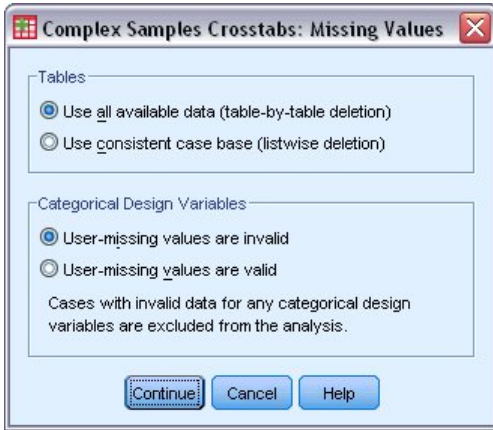 Complex Samples Crosstabs: Missing Values
Tables
Use all available data (table-by-table deletion)
Use consistent case base (listwise deletion)
Categorical Design Variables
User-missing values are invalid
User-missing values are valid
Cases with invalid data for any categorical design
variables are excluded from the analysis.
Continue Cancel Help